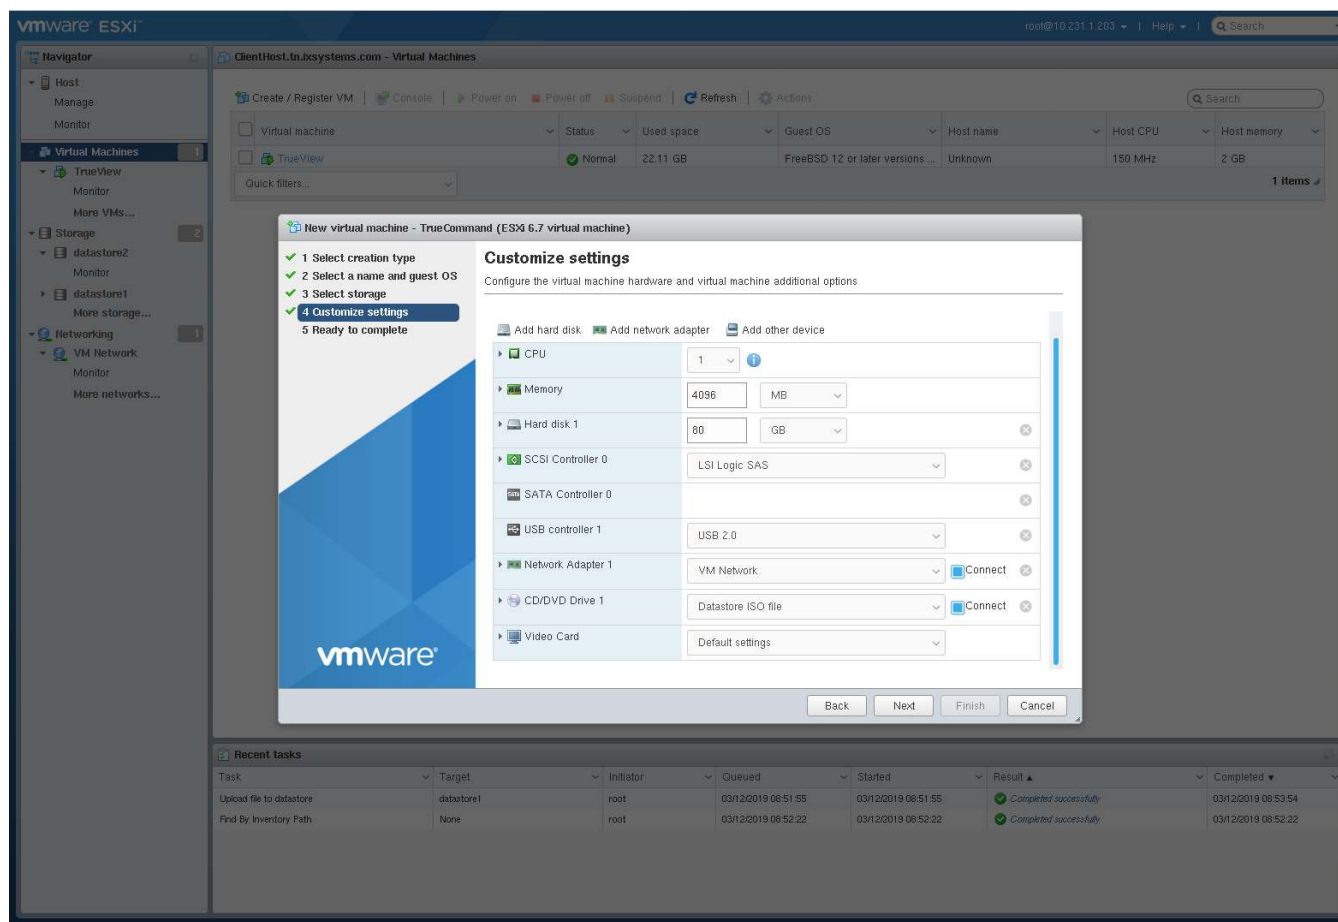 vmware ESXi™
root@10.231.1.203 | Help | Search
Navigator
Host
Manage
Monitor
Virtual Machines 1
TrueView
Monitor
More VMs...
Storage 2
datastore2
Monitor
datastore1
More storage...
Networking 1
VM Network
Monitor
More networks...
ClientHost.tn.ixsystems.com - Virtual Machines
Create / Register VM | Console | Power on Power off Suspend | Refresh | Actions
Search
Virtual machine Status Used space Guest OS Host name Host CPU Host memory
TrueView Normal 22.11 GB FreeBSD 12 or later versions ... Unknown 150 MHz 2 GB
Quick filters... 1 items
New virtual machine - TrueCommand (ESXi 6.7 virtual machine)
1 Select creation type
2 Select a name and guest OS
3 Select storage
4 Customize settings
5 Ready to complete
vmware®
Customize settings
Configure the virtual machine hardware and virtual machine additional options
Add hard disk Add network adapter Add other device
CPU 1
Memory 4096 MB
Hard disk 1 80 GB
SCSI Controller 0 LSI Logic SAS
SATA Controller 0
USB controller 1 USB 2.0
Network Adapter 1 VM Network Connect
CD/DVD Drive 1 Datastore ISO file Connect
Video Card Default settings
Back Next Finish Cancel
Recent tasks
Task Target Initiator Queued Started Result ▲ Completed ▼
Upload file to datastore datastore1 root 03/12/2019 08:51:55 03/12/2019 08:51:55 Completed successfully 03/12/2019 08:53:54
Find By Inventory Path None root 03/12/2019 08:52:22 03/12/2019 08:52:22 Completed successfully 03/12/2019 08:52:22